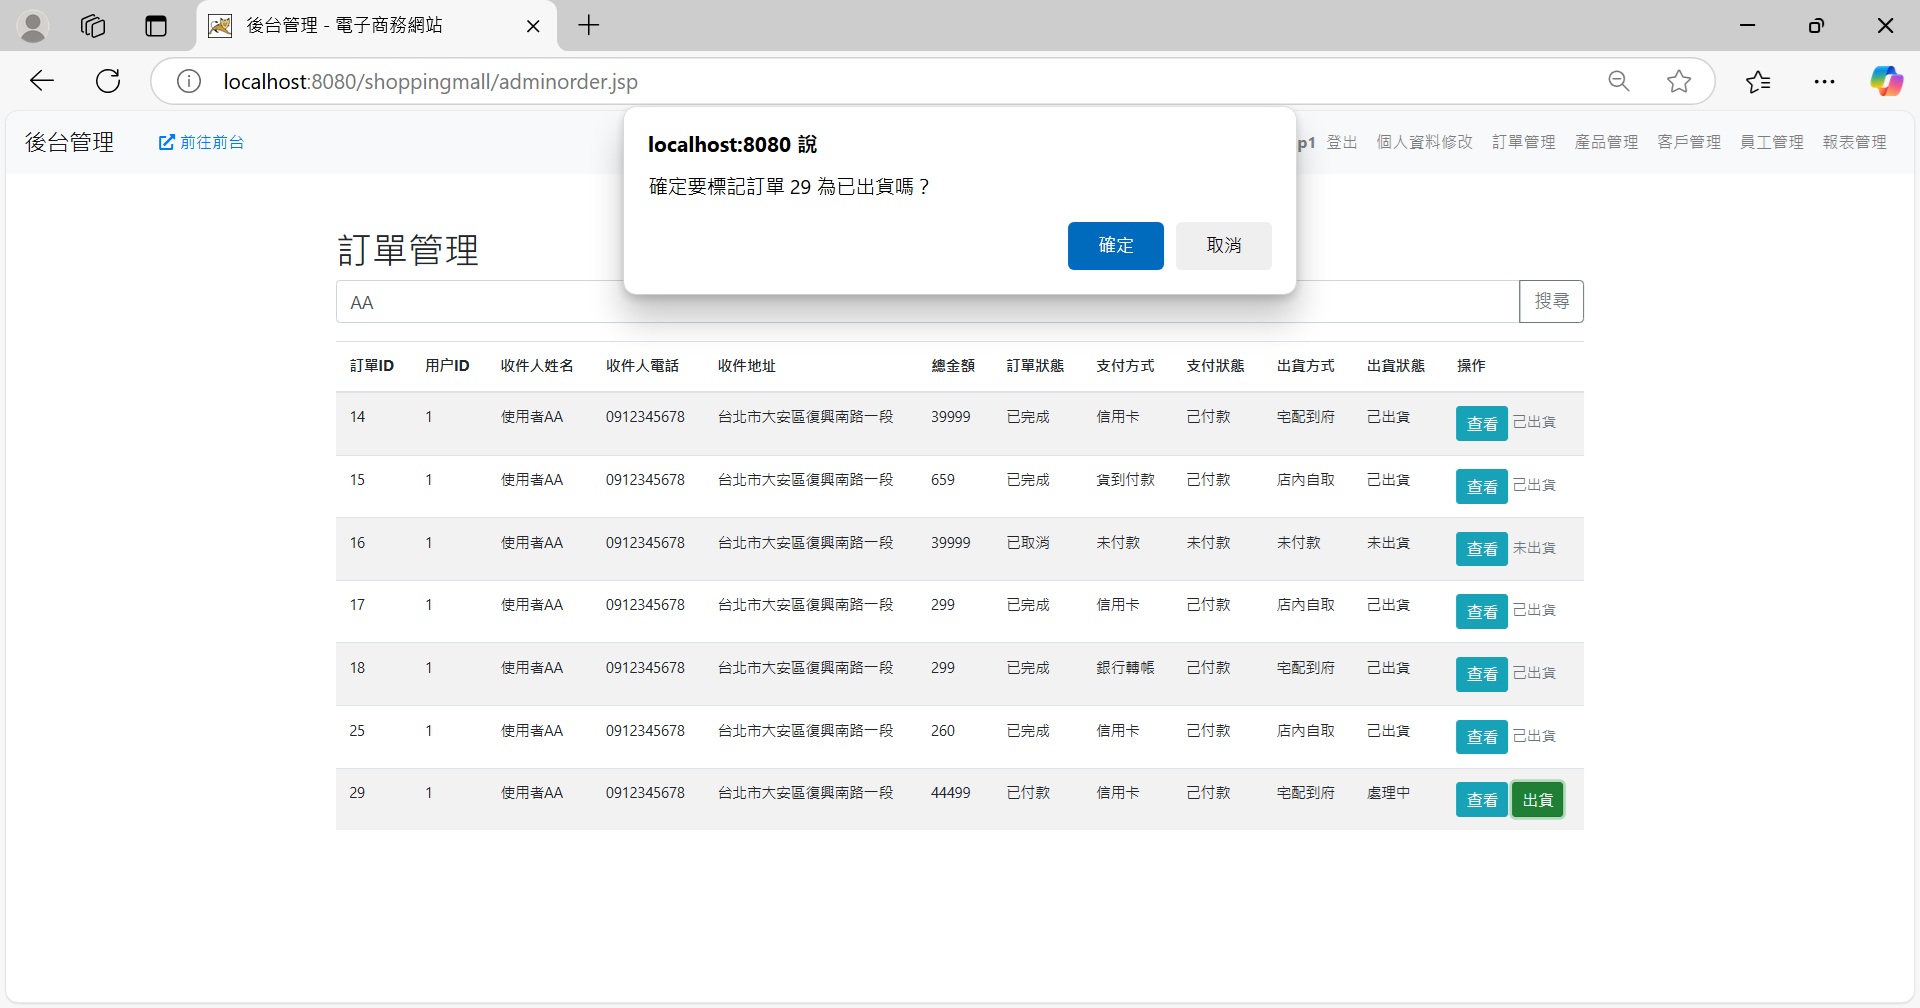 後台管理 - 電子商務網站
localhost:8080/shoppingmall/adminorder.jsp
後台管理 前往前台 p1 登出 個人資料修改 訂單管理 產品管理 客戶管理 員工管理 報表管理
localhost:8080 說
確定要標記訂單 29 為已出貨嗎？
確定 取消
訂單管理
AA 搜尋
訂單ID 用户ID 收件人姓名 收件人電話 收件地址 總金額 訂單狀態 支付方式 支付狀態 出貨方式 出貨狀態 操作
14 1 使用者AA 0912345678 台北市大安區復興南路一段 39999 已完成 信用卡 己付款 宅配到府 己出貨 查看 己出貨
15 1 使用者AA 0912345678 台北市大安區復興南路一段 659 已完成 貨到付款 己付款 店內自取 己出貨 查看 己出貨
16 1 使用者AA 0912345678 台北市大安區復興南路一段 39999 已取消 未付款 未付款 未付款 未出貨 查看 未出貨
17 1 使用者AA 0912345678 台北市大安區復興南路一段 299 已完成 信用卡 己付款 店內自取 己出貨 查看 己出貨
18 1 使用者AA 0912345678 台北市大安區復興南路一段 299 已完成 銀行轉帳 己付款 宅配到府 己出貨 查看 己出貨
25 1 使用者AA 0912345678 台北市大安區復興南路一段 260 已完成 信用卡 己付款 店內自取 己出貨 查看 己出貨
29 1 使用者AA 0912345678 台北市大安區復興南路一段 44499 已付款 信用卡 己付款 宅配到府 處理中 查看 出貨